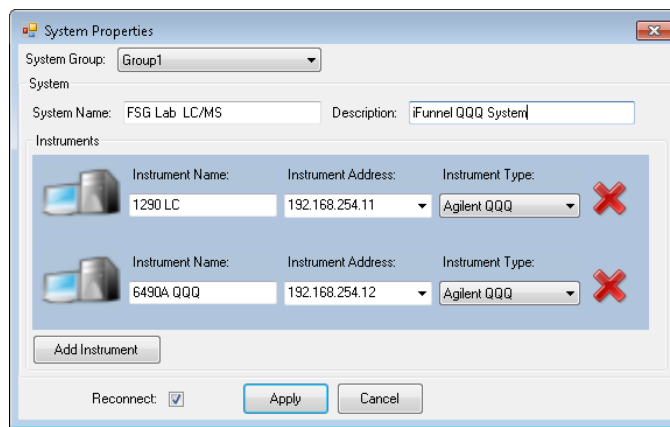 System Properties
System Group: Group1
System
System Name: FSG Lab LC/MS Description: iFunnel QQQ System
Instruments
Instrument Name: Instrument Address: Instrument Type:
1290 LC 192.168.254.11 Agilent QQQ
Instrument Name: Instrument Address: Instrument Type:
6490A QQQ 192.168.254.12 Agilent QQQ
Add Instrument
Reconnect: Apply Cancel